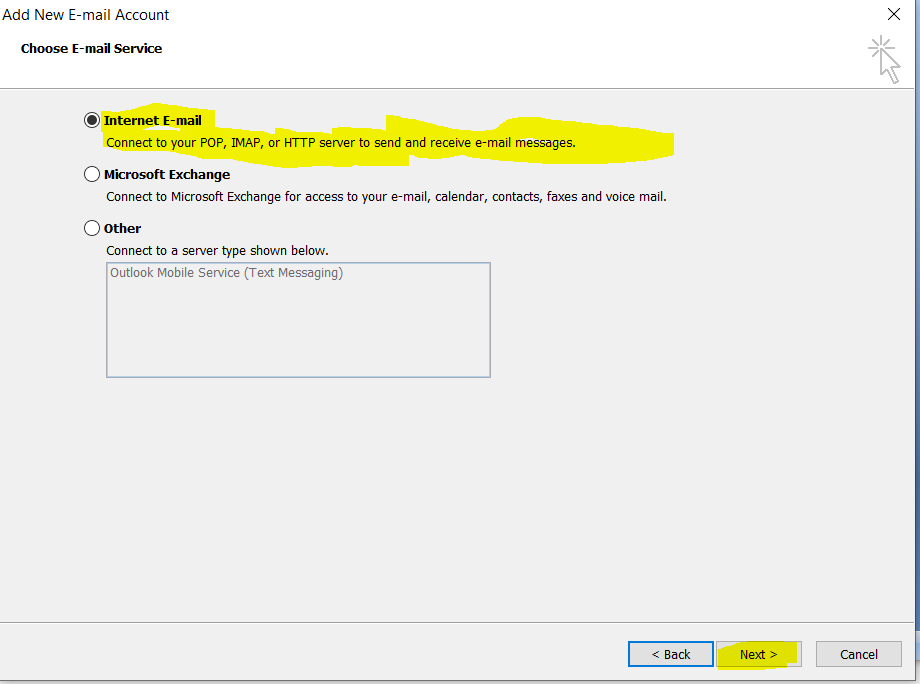 Add New E-mail Account
Choose E-mail Service
Internet E-mail
Connect to your POP, IMAP, or HTTP server to send and receive e-mail messages.
Microsoft Exchange
Connect to Microsoft Exchange for access to your e-mail, calendar, contacts, faxes and voice mail.
Other
Connect to a server type shown below.
Outlook Mobile Service (Text Messaging)
< Back Next > Cancel